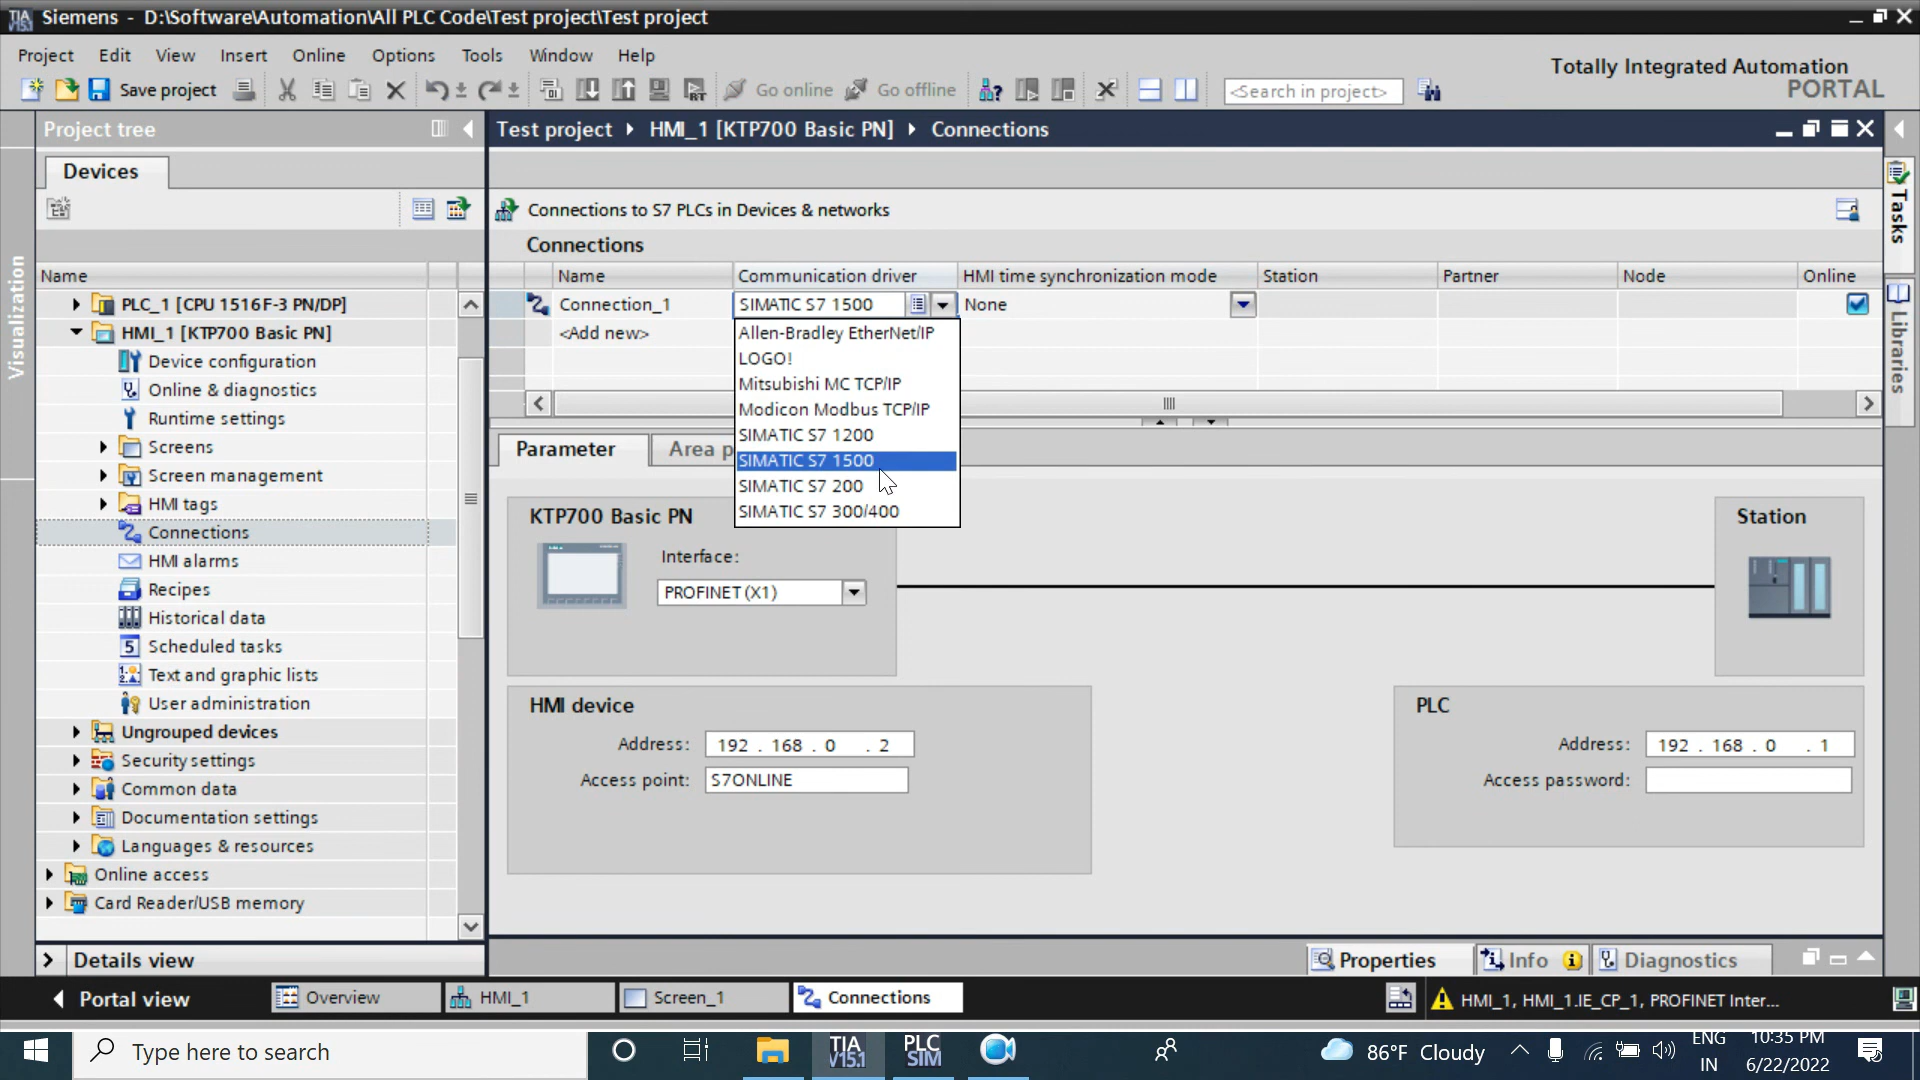 TIA
V15.1
Siemens - D:\Software\Automation\All PLC Code\Test project\Test project
Project Edit View Insert Online Options Tools Window Help
Totally Integrated Automation
PORTAL
Save project
Go online
Go offline
<Search in project>
Project tree
Test project HMI_1 [KTP700 Basic PN] Connections
Devices
Visualization
Tasks
Libraries
Name
PLC_1 [CPU 1516F-3 PN/DP]
HMI_1 [KTP700 Basic PN]
Device configuration
Online & diagnostics
Runtime settings
Screens
Screen management
HMI tags
Connections
HMI alarms
Recipes
Historical data
Scheduled tasks
Text and graphic lists
User administration
Ungrouped devices
Security settings
Common data
Documentation settings
Languages & resources
Online access
Card Reader/USB memory
Details view
Connections to S7 PLCs in Devices & networks
Connections
Name Communication driver HMI time synchronization mode Station Partner Node Online
Connection_1 SIMATIC S7 1500 None
<Add new>
Allen-Bradley EtherNet/IP
LOGO!
Mitsubishi MC TCP/IP
Modicon Modbus TCP/IP
SIMATIC S7 1200
SIMATIC S7 1500
SIMATIC S7 200
SIMATIC S7 300/400
Parameter Area p
KTP700 Basic PN
Interface:
PROFINET (X1)
Station
HMI device
Address: 192 . 168 . 0 . 2
Access point: S7ONLINE
PLC
Address: 192 . 168 . 0 . 1
Access password:
Properties Info Diagnostics
Portal view Overview HMI_1 Screen_1 Connections
HMI_1, HMI_1.IE_CP_1, PROFINET Inter...
Type here to search
TIA
V15.1
PLC
SIM
86°F Cloudy
ENG
IN
10:35 PM
6/22/2022